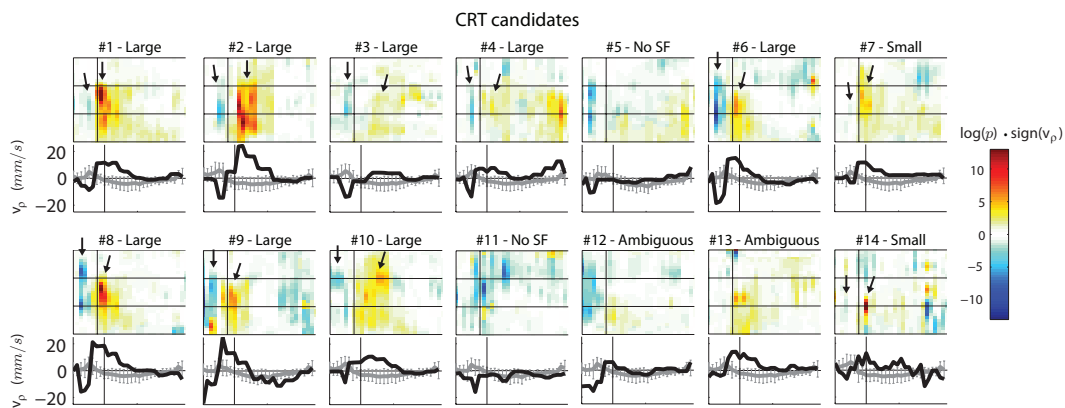 CRT candidates
#1 - Large
#2 - Large
#3 - Large
#4 - Large
#5 - No SF
#6 - Large
#7 - Small
log(p) • sign(vρ)
10
5
0
−5
−10
vρ (mm/s)
20
0
−20
#8 - Large
#9 - Large
#10 - Large
#11 - No SF
#12 - Ambiguous
#13 - Ambiguous
#14 - Small
vρ (mm/s)
20
0
−20